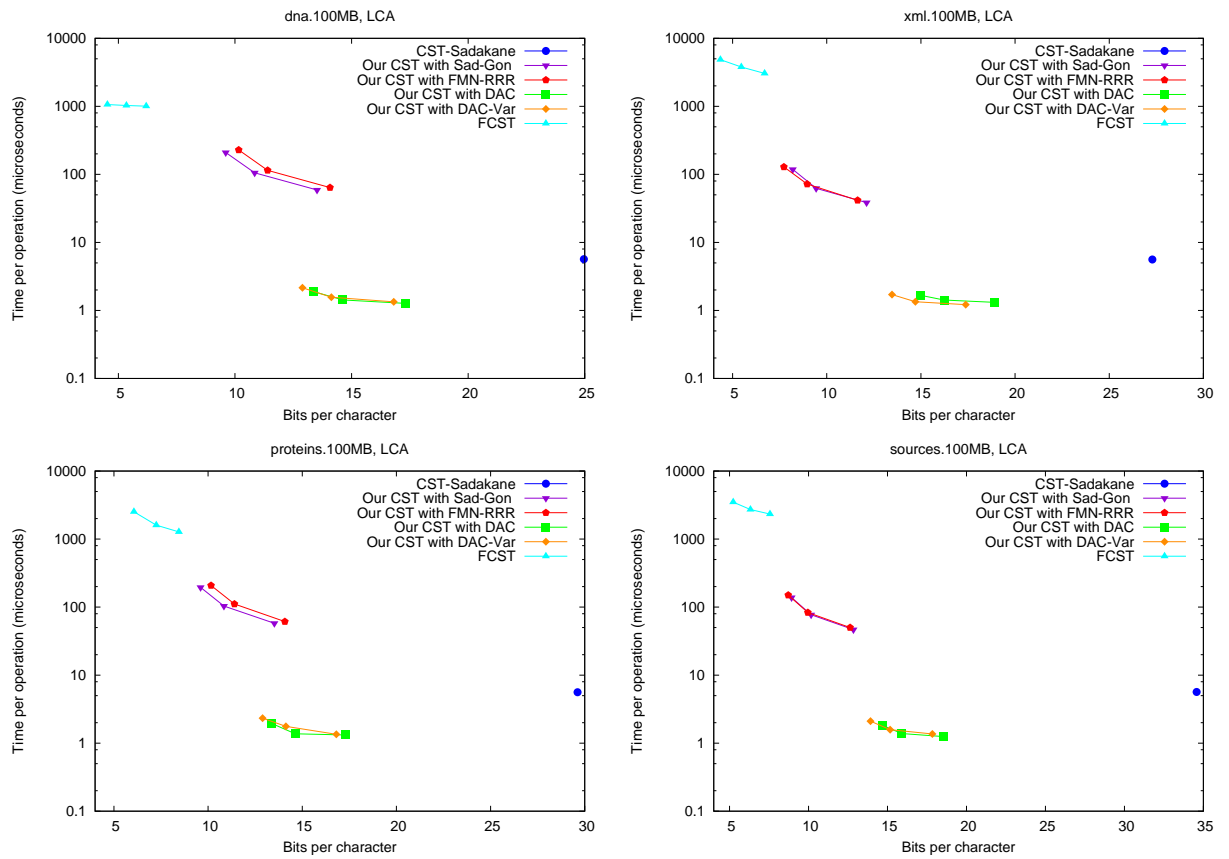 dna.100MB, LCA
10000
1000
100
10
1
0.1
Time per operation (microseconds)
CST-Sadakane
Our CST with Sad-Gon
Our CST with FMN-RRR
Our CST with DAC
Our CST with DAC-Var
FCST
5 10 15 20 25
Bits per character
xml.100MB, LCA
10000
1000
100
10
1
0.1
Time per operation (microseconds)
CST-Sadakane
Our CST with Sad-Gon
Our CST with FMN-RRR
Our CST with DAC
Our CST with DAC-Var
FCST
5 10 15 20 25 30
Bits per character
proteins.100MB, LCA
10000
1000
100
10
1
0.1
Time per operation (microseconds)
CST-Sadakane
Our CST with Sad-Gon
Our CST with FMN-RRR
Our CST with DAC
Our CST with DAC-Var
FCST
5 10 15 20 25 30
Bits per character
sources.100MB, LCA
10000
1000
100
10
1
0.1
Time per operation (microseconds)
CST-Sadakane
Our CST with Sad-Gon
Our CST with FMN-RRR
Our CST with DAC
Our CST with DAC-Var
FCST
5 10 15 20 25 30 35
Bits per character